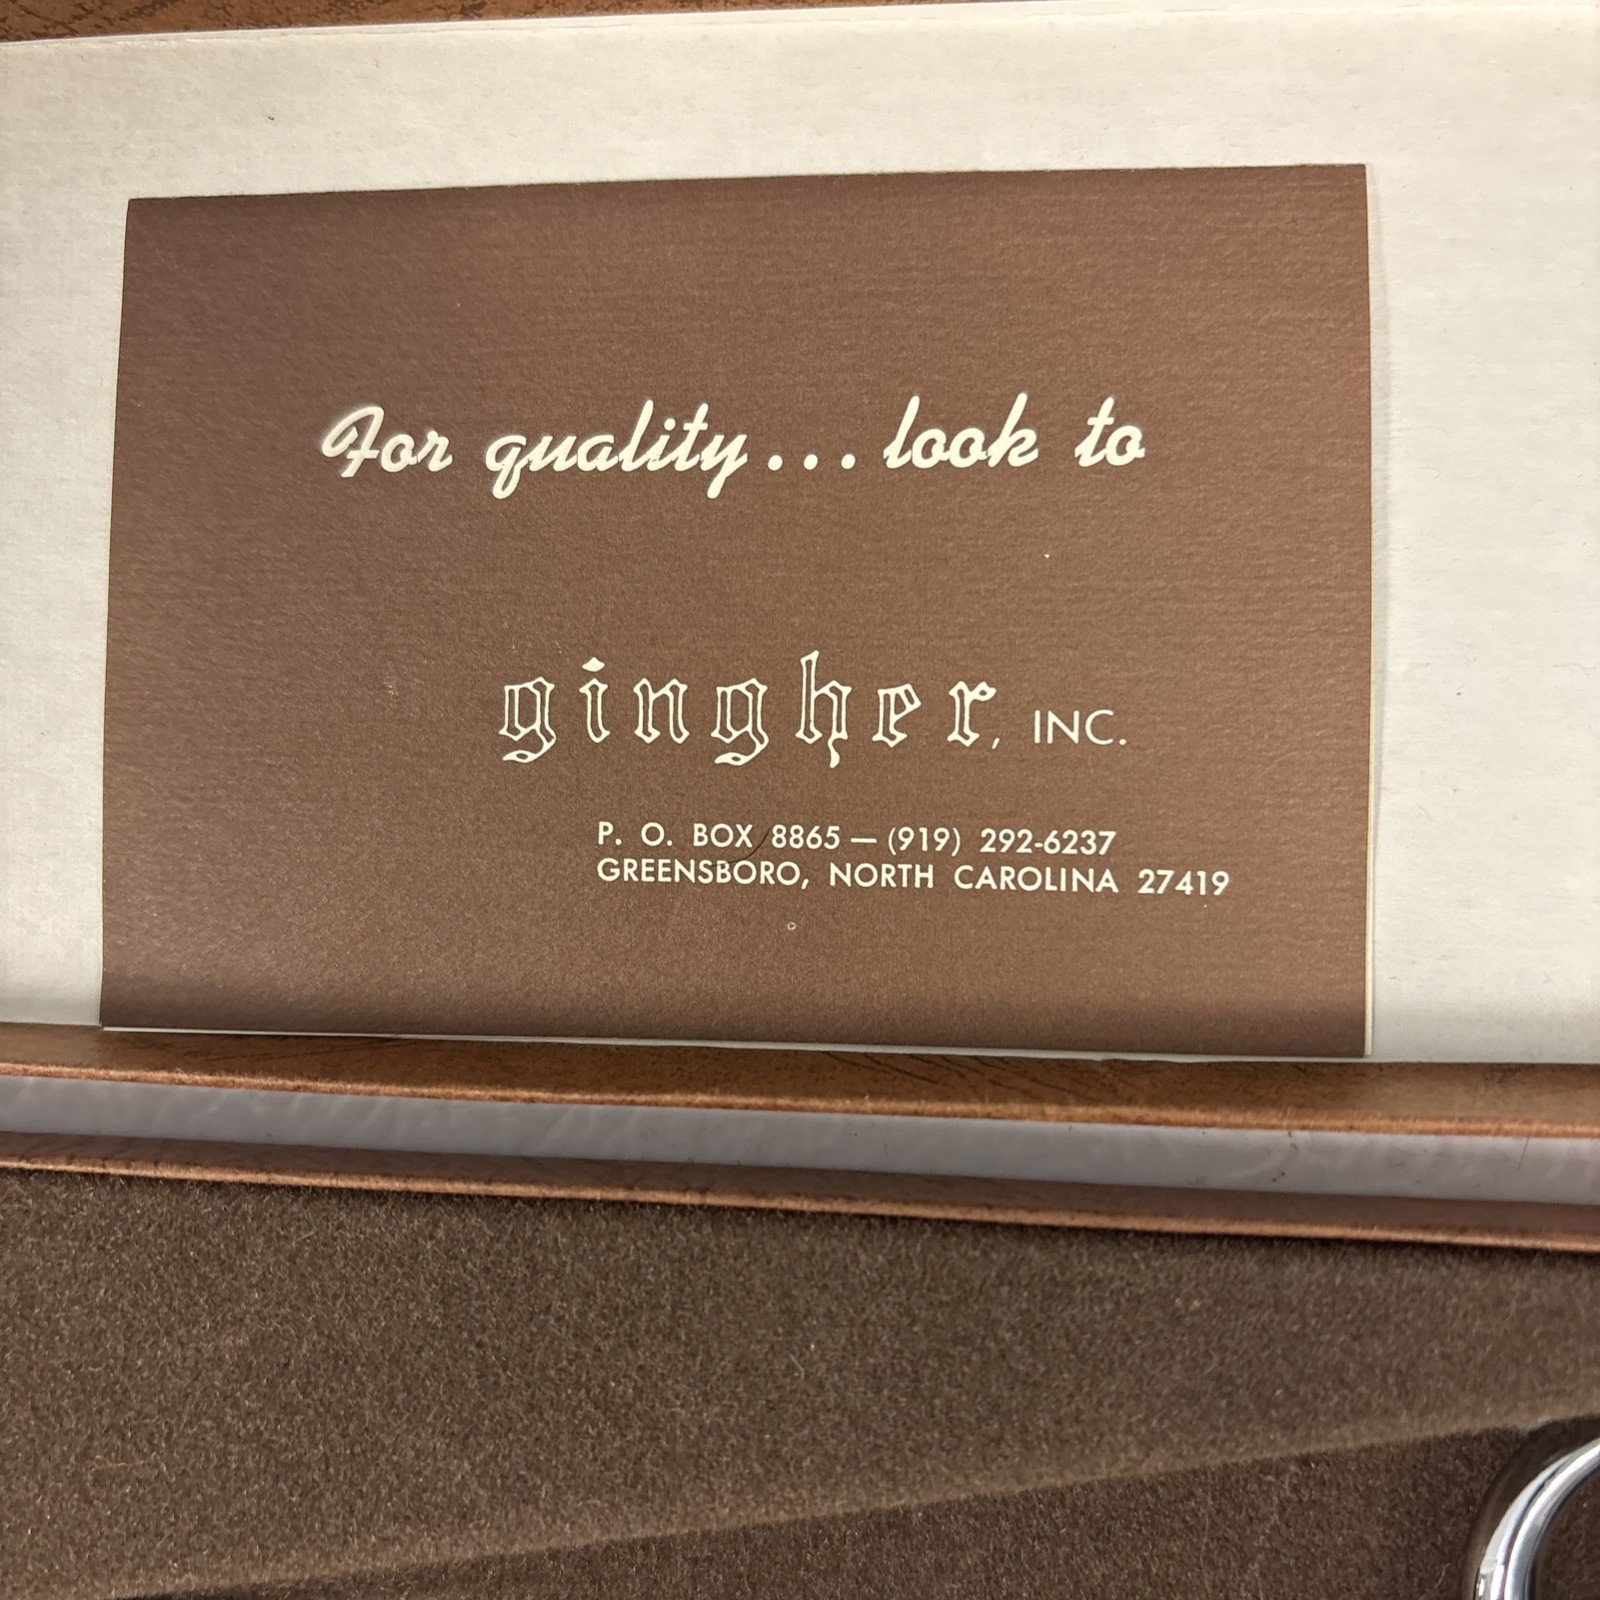 For quality... look to
gingher, INC.
P. O. BOX 8865 — (919) 292-6237
GREENSBORO, NORTH CAROLINA 27419